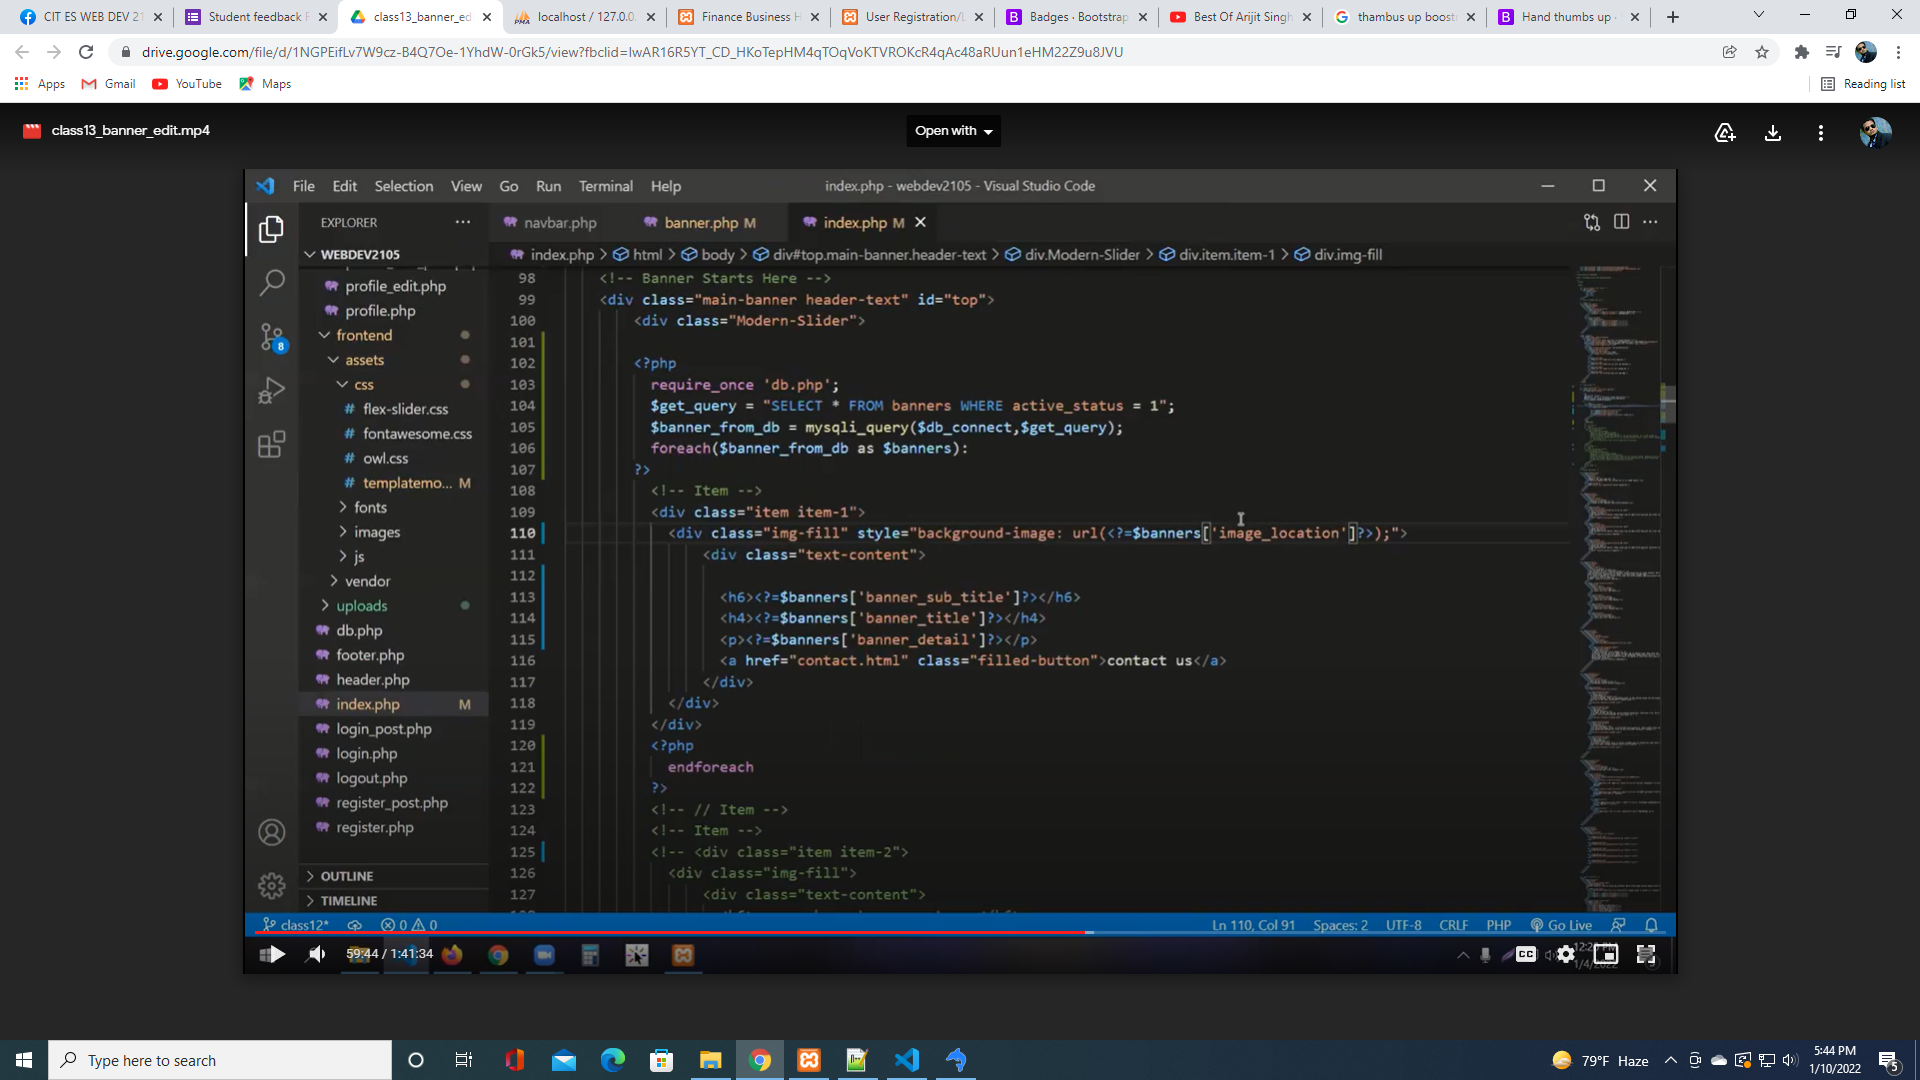 CIT ES WEB DEV 21
Student feedback F
class13_banner_ed
localhost / 127.0.0.
Finance Business H
User Registration/L
Badges · Bootstrap
Best Of Arijit Singh
thambus up boost
Hand thumbs up ·
drive.google.com/file/d/1NGPEifLv7W9cz-B4Q7Oe-1YhdW-0rGk5/view?fbclid=IwAR16R5YT_CD_HKoTepHM4qTOqVoKTVROKcR4qAc48aRUun1eHM22Z9u8JVU
Apps Gmail YouTube Maps Reading list
class13_banner_edit.mp4
Open with
File Edit Selection View Go Run Terminal Help
index.php - webdev2105 - Visual Studio Code
EXPLORER
navbar.php
banner.php M
index.php M
WEBDEV2105
index.php > html > body > div#top.main-banner.header-text > div.Modern-Slider > div.item.item-1 > div.img-fill
profile_edit.php
profile.php
frontend
assets
css
# flex-slider.css
# fontawesome.css
# owl.css
# templatemo... M
fonts
images
js
vendor
uploads
db.php
footer.php
header.php
index.php M
login_post.php
login.php
logout.php
register_post.php
register.php
OUTLINE
TIMELINE
98 <!-- Banner Starts Here -->
99 <div class="main-banner header-text" id="top">
100 <div class="Modern-Slider">
101
102 <?php
103 require_once 'db.php';
104 $get_query = "SELECT * FROM banners WHERE active_status = 1";
105 $banner_from_db = mysqli_query($db_connect,$get_query);
106 foreach($banner_from_db as $banners):
107 ?>
108 <!-- Item -->
109 <div class="item item-1">
110 <div class="img-fill" style="background-image: url(<?=$banners['image_location']?>);">
111 <div class="text-content">
112
113 <h6><?=$banners['banner_sub_title']?></h6>
114 <h4><?=$banners['banner_title']?></h4>
115 <p><?=$banners['banner_detail']?></p>
116 <a href="contact.html" class="filled-button">contact us</a>
117 </div>
118 </div>
119 </div>
120 <?php
121 endforeach
122 ?>
123 <!-- // Item -->
124 <!-- Item -->
125 <!-- <div class="item item-2">
126 <div class="img-fill">
127 <div class="text-content">
8
class12* 0 0
Ln 110, Col 91 Spaces: 2 UTF-8 CRLF PHP Go Live
59:44 / 1:41:34
CC
1/4/2022
Type here to search
79°F Haze
5:44 PM
1/10/2022
5